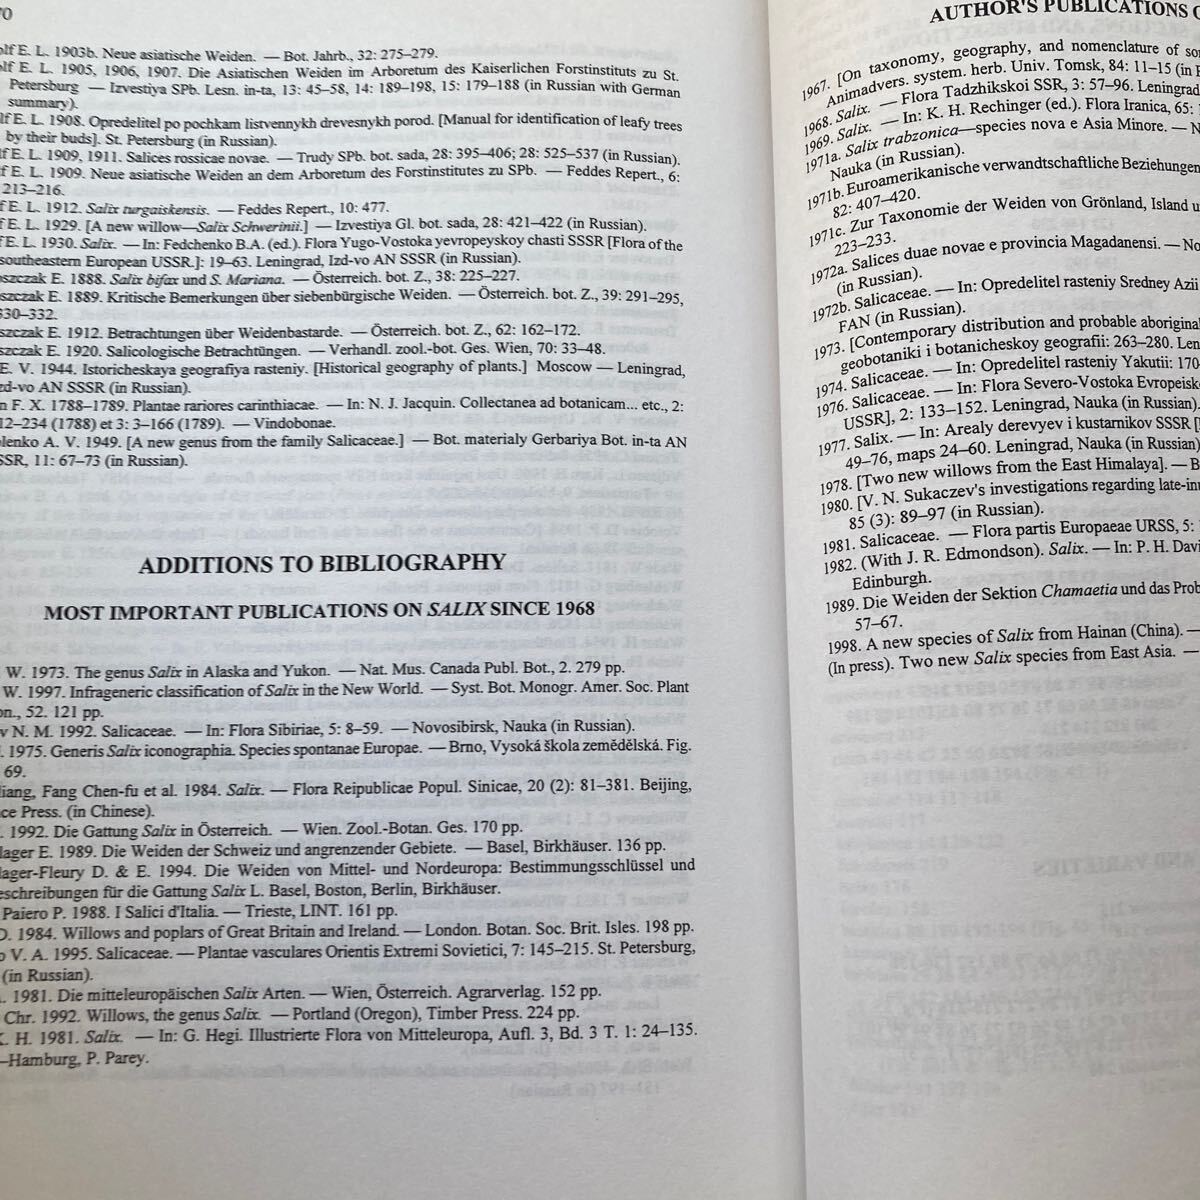 70
olf E. L. 1903b. Neue asiatische Weiden. — Bot. Jahrb., 32: 275–279.
lf E. L. 1905, 1906, 1907. Die Asiatischen Weiden im Arboretum des Kaiserlichen Forstinstituts zu St.
Petersburg — Izvestiya SPb. Lesn. in-ta, 13: 45–58, 14: 189–198, 15: 179–188 (in Russian with German
summary).
lf E. L. 1908. Opredelitel po pochkam listvennykh drevesnykh porod. [Manual for identification of leafy trees
by their buds]. St. Petersburg (in Russian).
lf E. L. 1909, 1911. Salices rossicae novae. — Trudy SPb. bot. sada, 28: 395–406; 28: 525–537 (in Russian).
f E. L. 1909. Neue asiatische Weiden an dem Arboretum des Forstinstitutes zu SPb. — Feddes Repert., 6:
213–216.
f E. L. 1912. Salix turgaiskensis. — Feddes Repert., 10: 477.
f E. L. 1929. [A new willow—Salix Schwerinii.] — Izvestiya Gl. bot. sada, 28: 421–422 (in Russian).
f E. L. 1930. Salix. — In: Fedchenko B.A. (ed.). Flora Yugo-Vostoka yevropeyskoy chasti SSSR [Flora of the
southeastern European USSR.]: 19–63. Leningrad, Izd-vo AN SSSR (in Russian).
oszczak E. 1888. Salix bifax und S. Mariana. — Österreich. bot. Z., 38: 225–227.
szczak E. 1889. Kritische Bemerkungen über siebenbürgische Weiden. — Österreich. bot. Z., 39: 291–295,
330–332.
szczak E. 1912. Betrachtungen über Weidenbastarde. — Österreich. bot. Z., 62: 162–172.
szczak E. 1920. Salicologische Betrachtüngen. — Verhandl. zool.-bot. Ges. Wien, 70: 33–48.
E. V. 1944. Istoricheskaya geografiya rasteniy. [Historical geography of plants.] Moscow — Leningrad,
zd-vo AN SSSR (in Russian).
n F. X. 1788–1789. Plantae rariores carinthiacae. — In: N. J. Jacquin. Collectanea ad botanicam... etc., 2:
12–234 (1788) et 3: 3–166 (1789). — Vindobonae.
lenko A. V. 1949. [A new genus from the family Salicaceae.] — Bot. materialy Gerbariya Bot. in-ta AN
SSR, 11: 67–73 (in Russian).
ADDITIONS TO BIBLIOGRAPHY
MOST IMPORTANT PUBLICATIONS ON SALIX SINCE 1968
W. 1973. The genus Salix in Alaska and Yukon. — Nat. Mus. Canada Publ. Bot., 2. 279 pp.
W. 1997. Infrageneric classification of Salix in the New World. — Syst. Bot. Monogr. Amer. Soc. Plant
on., 52. 121 pp.
v N. M. 1992. Salicaceae. — In: Flora Sibiriae, 5: 8–59. — Novosibirsk, Nauka (in Russian).
. 1975. Generis Salix iconographia. Species spontanae Europae. — Brno, Vysoká škola zemědělská. Fig.
69.
iang, Fang Chen-fu et al. 1984. Salix. — Flora Reipublicae Popul. Sinicae, 20 (2): 81–381. Beijing,
ce Press. (in Chinese).
. 1992. Die Gattung Salix in Österreich. — Wien. Zool.-Botan. Ges. 170 pp.
lager E. 1989. Die Weiden der Schweiz und angrenzender Gebiete. — Basel, Birkhäuser. 136 pp.
lager-Fleury D. & E. 1994. Die Weiden von Mittel- und Nordeuropa: Bestimmungsschlüssel und
eschreibungen für die Gattung Salix L. Basel, Boston, Berlin, Birkhäuser.
Paiero P. 1988. I Salici d'Italia. — Trieste, LINT. 161 pp.
D. 1984. Willows and poplars of Great Britain and Ireland. — London. Botan. Soc. Brit. Isles. 198 pp.
o V. A. 1995. Salicaceae. — Plantae vasculares Orientis Extremi Sovietici, 7: 145–215. St. Petersburg,
(in Russian).
. 1981. Die mitteleuropäischen Salix Arten. — Wien, Österreich. Agrarverlag. 152 pp.
Chr. 1992. Willows, the genus Salix. — Portland (Oregon), Timber Press. 224 pp.
K. H. 1981. Salix. — In: G. Hegi. Illustrierte Flora von Mitteleuropa, Aufl. 3, Bd. 3 T. 1: 24–135.
–Hamburg, P. Parey.
AUTHOR'S PUBLICATIONS O
1967. [On taxonomy, geography, and nomenclature of so
Animadvers. system. herb. Univ. Tomsk, 84: 11–15 (in R
1968. Salix. — Flora Tadzhikskoi SSR, 3: 57–96. Leningrad
1969. Salix. — In: K. H. Rechinger (ed.). Flora Iranica, 65: 1
1971a. Salix trabzonica—species nova e Asia Minore. — N
Nauka (in Russian).
1971b. Euroamerikanische verwandtschaftliche Beziehungen
82: 407–420.
1971c. Zur Taxonomie der Weiden von Grönland, Island u
223–233.
1972a. Salices duae novae e provincia Magadanensi. — No
(in Russian).
1972b. Salicaceae. — In: Opredelitel rasteniy Sredney Azii
FAN (in Russian).
1973. [Contemporary distribution and probable aboriginal
geobotaniki i botanicheskoy geografii: 263–280. Len
1974. Salicaceae. — In: Opredelitel rasteniy Yakutii: 170–
1976. Salicaceae. — In: Flora Severo-Vostoka Evropeisko
USSR], 2: 133–152. Leningrad, Nauka (in Russian).
1977. Salix. — In: Arealy derevyev i kustarnikov SSSR [
49–76, maps 24–60. Leningrad, Nauka (in Russian)
1978. [Two new willows from the East Himalaya]. — B
1980. [V. N. Sukaczev's investigations regarding late-inn
85 (3): 89–97 (in Russian).
1981. Salicaceae. — Flora partis Europaeae URSS, 5:
1982. (With J. R. Edmondson). Salix. — In: P. H. Davi
Edinburgh.
1989. Die Weiden der Sektion Chamaetia und das Prob
57–67.
1998. A new species of Salix from Hainan (China). —
(In press). Two new Salix species from East Asia. —